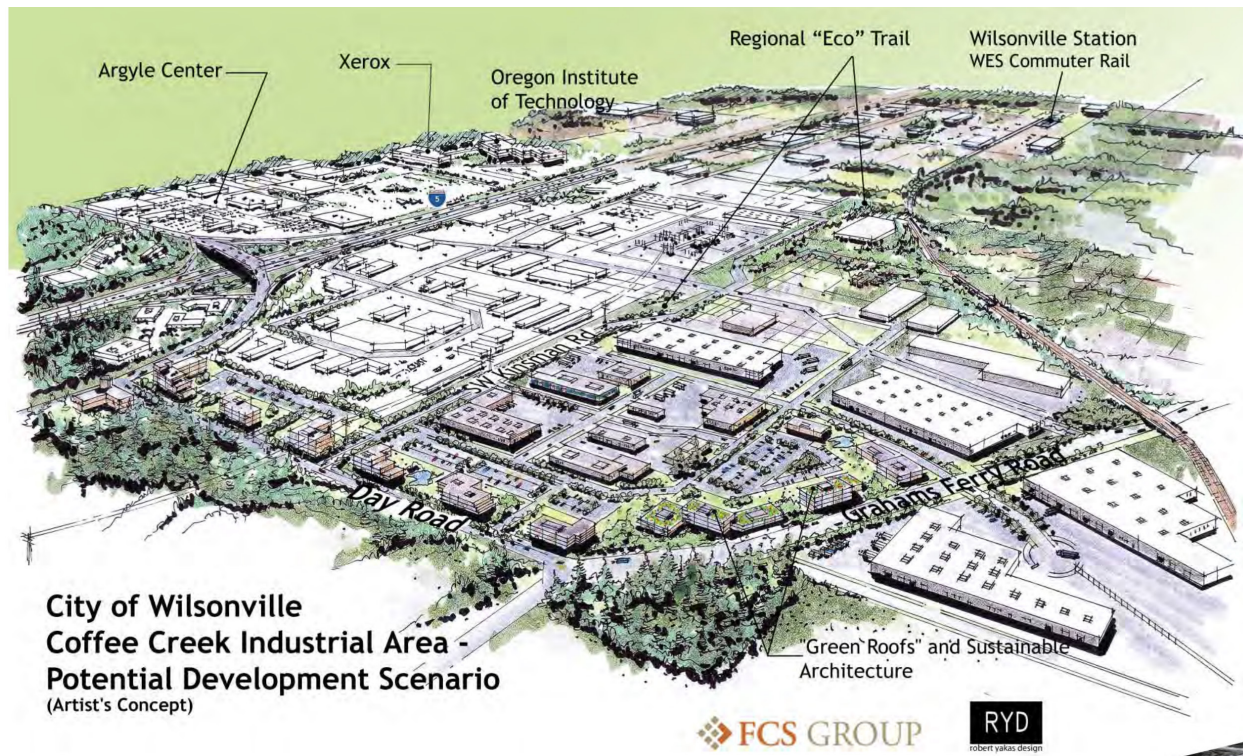 Argyle Center
Xerox
Oregon Institute
of Technology
Regional “Eco” Trail
Wilsonville Station
WES Commuter Rail
5
SW Kinsman Rd
Day Road
Grahams Ferry Road
"Green Roofs" and Sustainable
Architecture
City of Wilsonville
Coffee Creek Industrial Area -
Potential Development Scenario
(Artist's Concept)
FCS GROUP
RYD
robert yakas design